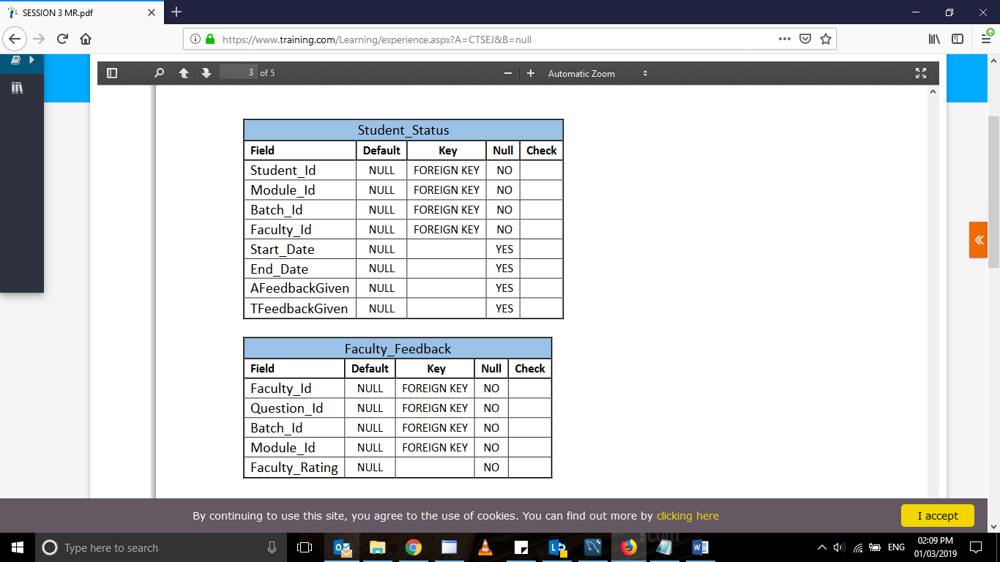 SESSION 3 MR.pdf
https://www.training.com/Learning/experience.aspx?A=CTSEJ&B=null
3 of 5
Automatic Zoom
Student_Status
Field Default Key Null Check
Student_Id NULL FOREIGN KEY NO
Module_Id NULL FOREIGN KEY NO
Batch_Id NULL FOREIGN KEY NO
Faculty_Id NULL FOREIGN KEY NO
Start_Date NULL YES
End_Date NULL YES
AFeedbackGiven NULL YES
TFeedbackGiven NULL YES
Faculty_Feedback
Field Default Key Null Check
Faculty_Id NULL FOREIGN KEY NO
Question_Id NULL FOREIGN KEY NO
Batch_Id NULL FOREIGN KEY NO
Module_Id NULL FOREIGN KEY NO
Faculty_Rating NULL NO
By continuing to use this site, you agree to the use of cookies. You can find out more by clicking here
I accept
Type here to search
ENG
02:09 PM
01/03/2019